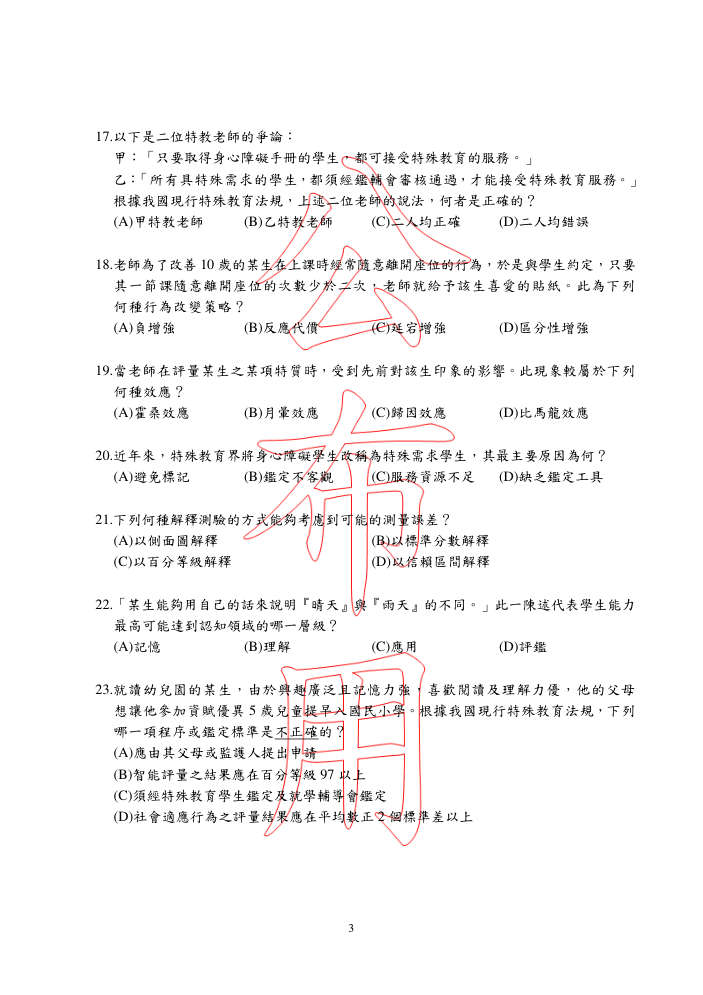 17.以下是二位特教老師的爭論：
甲：「只要取得身心障礙手冊的學生，都可接受特殊教育的服務。」
乙：「所有具特殊需求的學生，都須經鑑輔會審核通過，才能接受特殊教育服務。」
根據我國現行特殊教育法規，上述二位老師的說法，何者是正確的？
(A)甲特教老師 (B)乙特教老師 (C)二人均正確 (D)二人均錯誤
18.老師為了改善 10 歲的某生在上課時經常隨意離開座位的行為，於是與學生約定，只要
其一節課隨意離開座位的次數少於二次，老師就給予該生喜愛的貼紙。此為下列
何種行為改變策略？
(A)負增強 (B)反應代價 (C)延宕增強 (D)區分性增強
19.當老師在評量某生之某項特質時，受到先前對該生印象的影響。此現象較屬於下列
何種效應？
(A)霍桑效應 (B)月暈效應 (C)歸因效應 (D)比馬龍效應
20.近年來，特殊教育界將身心障礙學生改稱為特殊需求學生，其最主要原因為何？
(A)避免標記 (B)鑑定不客觀 (C)服務資源不足 (D)缺乏鑑定工具
21.下列何種解釋測驗的方式能夠考慮到可能的測量誤差？
(A)以側面圖解釋 (B)以標準分數解釋
(C)以百分等級解釋 (D)以信賴區間解釋
22.「某生能夠用自己的話來說明『晴天』與『雨天』的不同。」此一陳述代表學生能力
最高可能達到認知領域的哪一層級？
(A)記憶 (B)理解 (C)應用 (D)評鑑
23.就讀幼兒園的某生，由於興趣廣泛且記憶力強，喜歡閱讀及理解力優，他的父母
想讓他參加資賦優異 5 歲兒童提早入國民小學。根據我國現行特殊教育法規，下列
哪一項程序或鑑定標準是不正確的？
(A)應由其父母或監護人提出申請
(B)智能評量之結果應在百分等級 97 以上
(C)須經特殊教育學生鑑定及就學輔導會鑑定
(D)社會適應行為之評量結果應在平均數正 2 個標準差以上
公布用
3